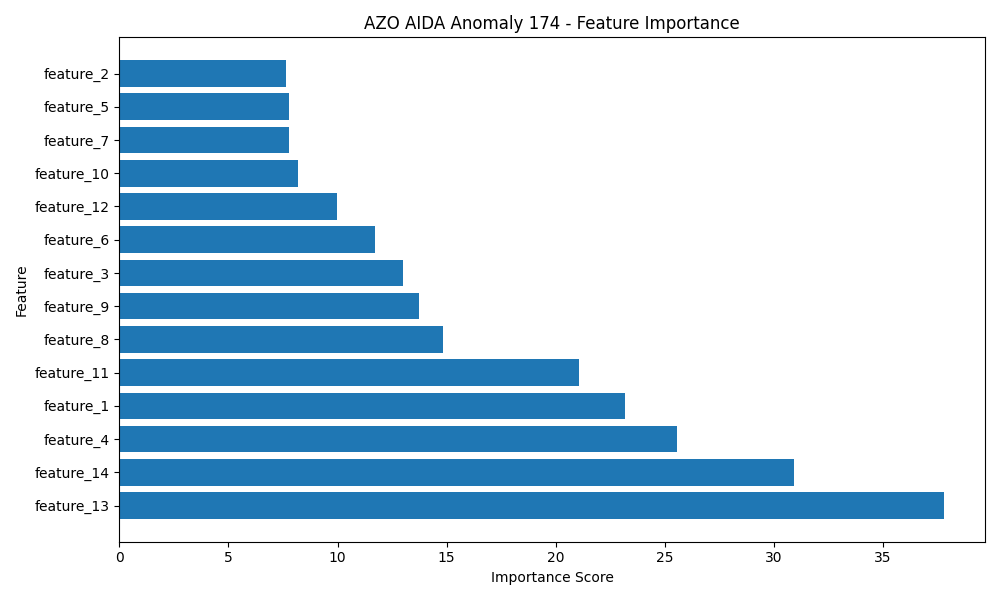 AZO AIDA Anomaly 174 - Feature Importance
feature_2
feature_5
feature_7
feature_10
feature_12
feature_6
feature_3
feature_9
feature_8
feature_11
feature_1
feature_4
feature_14
feature_13
Feature
0 5 10 15 20 25 30 35
Importance Score